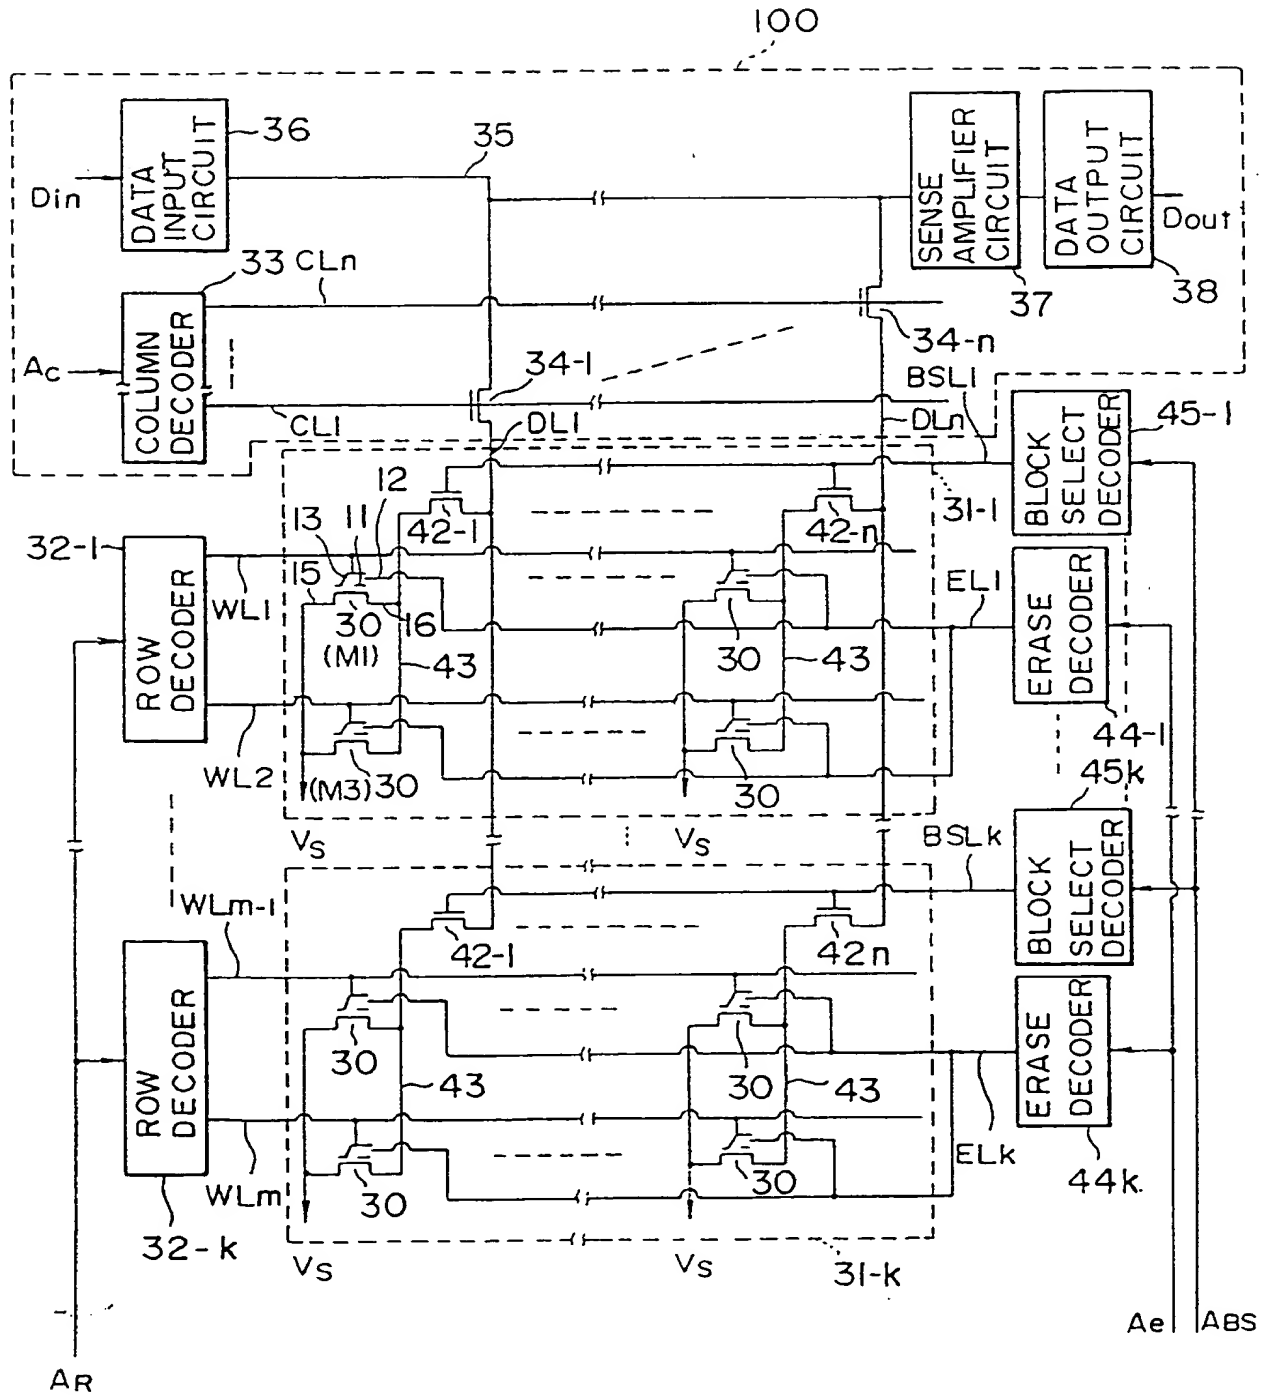 100
DATA
INPUT
CIRCUIT
36
35
Din
SENSE
AMPLIFIER
CIRCUIT
DATA
OUTPUT
CIRCUIT
Dout
37
38
33
CLn
COLUMN
DECODER
Ac
34-1
34-n
CL1
DL1
BSL1
DLn
BLOCK
SELECT
DECODER
45-1
31-1
12
11
13
42-1
42-n
32-1
ROW
DECODER
15
WL1
30
16
(M1)
43
30
43
EL1
ERASE
DECODER
44-1
WL2
(M3)
30
30
Vs
Vs
45k
BSLk
BLOCK
SELECT
DECODER
WLm-1
42-1
42n
ROW
DECODER
30
43
30
43
ERASE
DECODER
ELk
44k
WLm
30
30
32-k
Vs
Vs
31-k
Ae
ABS
AR